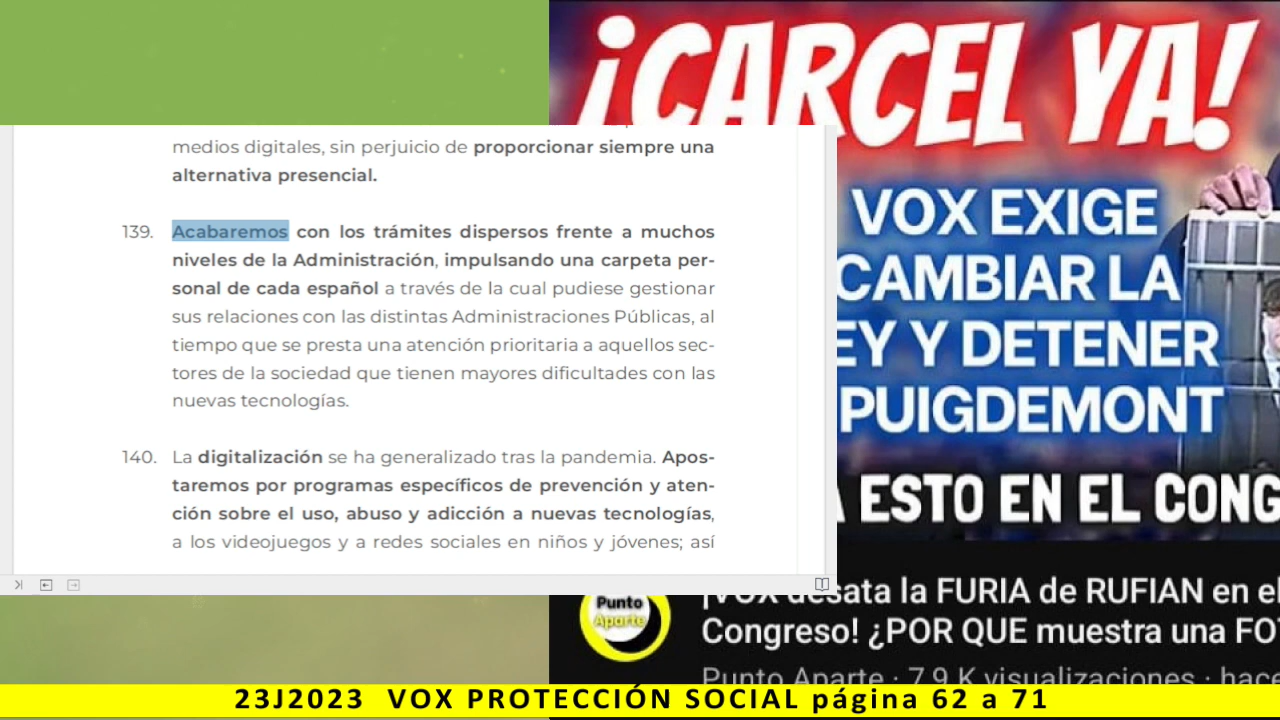 ¡CARCEL YA!
medios digitales, sin perjuicio de proporcionar siempre una
alternativa presencial.
139. Acabaremos con los trámites dispersos frente a muchos
niveles de la Administración, impulsando una carpeta per-
sonal de cada español a través de la cual pudiese gestionar
sus relaciones con las distintas Administraciones Públicas, al
tiempo que se presta una atención prioritaria a aquellos sec-
tores de la sociedad que tienen mayores dificultades con las
nuevas tecnologías.
140. La digitalización se ha generalizado tras la pandemia. Apos-
taremos por programas específicos de prevención y aten-
ción sobre el uso, abuso y adicción a nuevas tecnologías,
a los videojuegos y a redes sociales en niños y jóvenes; así
VOX EXIGE
CAMBIAR LA
EY Y DETENER
PUIGDEMONT
A ESTO EN EL CONG
Punto
Aparte
¡VOX desata la FURIA de RUFIAN en el
Congreso! ¿POR QUE muestra una FO
Punto Aparte · 7,9 K visualizaciones · hace
23J2023 VOX PROTECCIÓN SOCIAL página 62 a 71